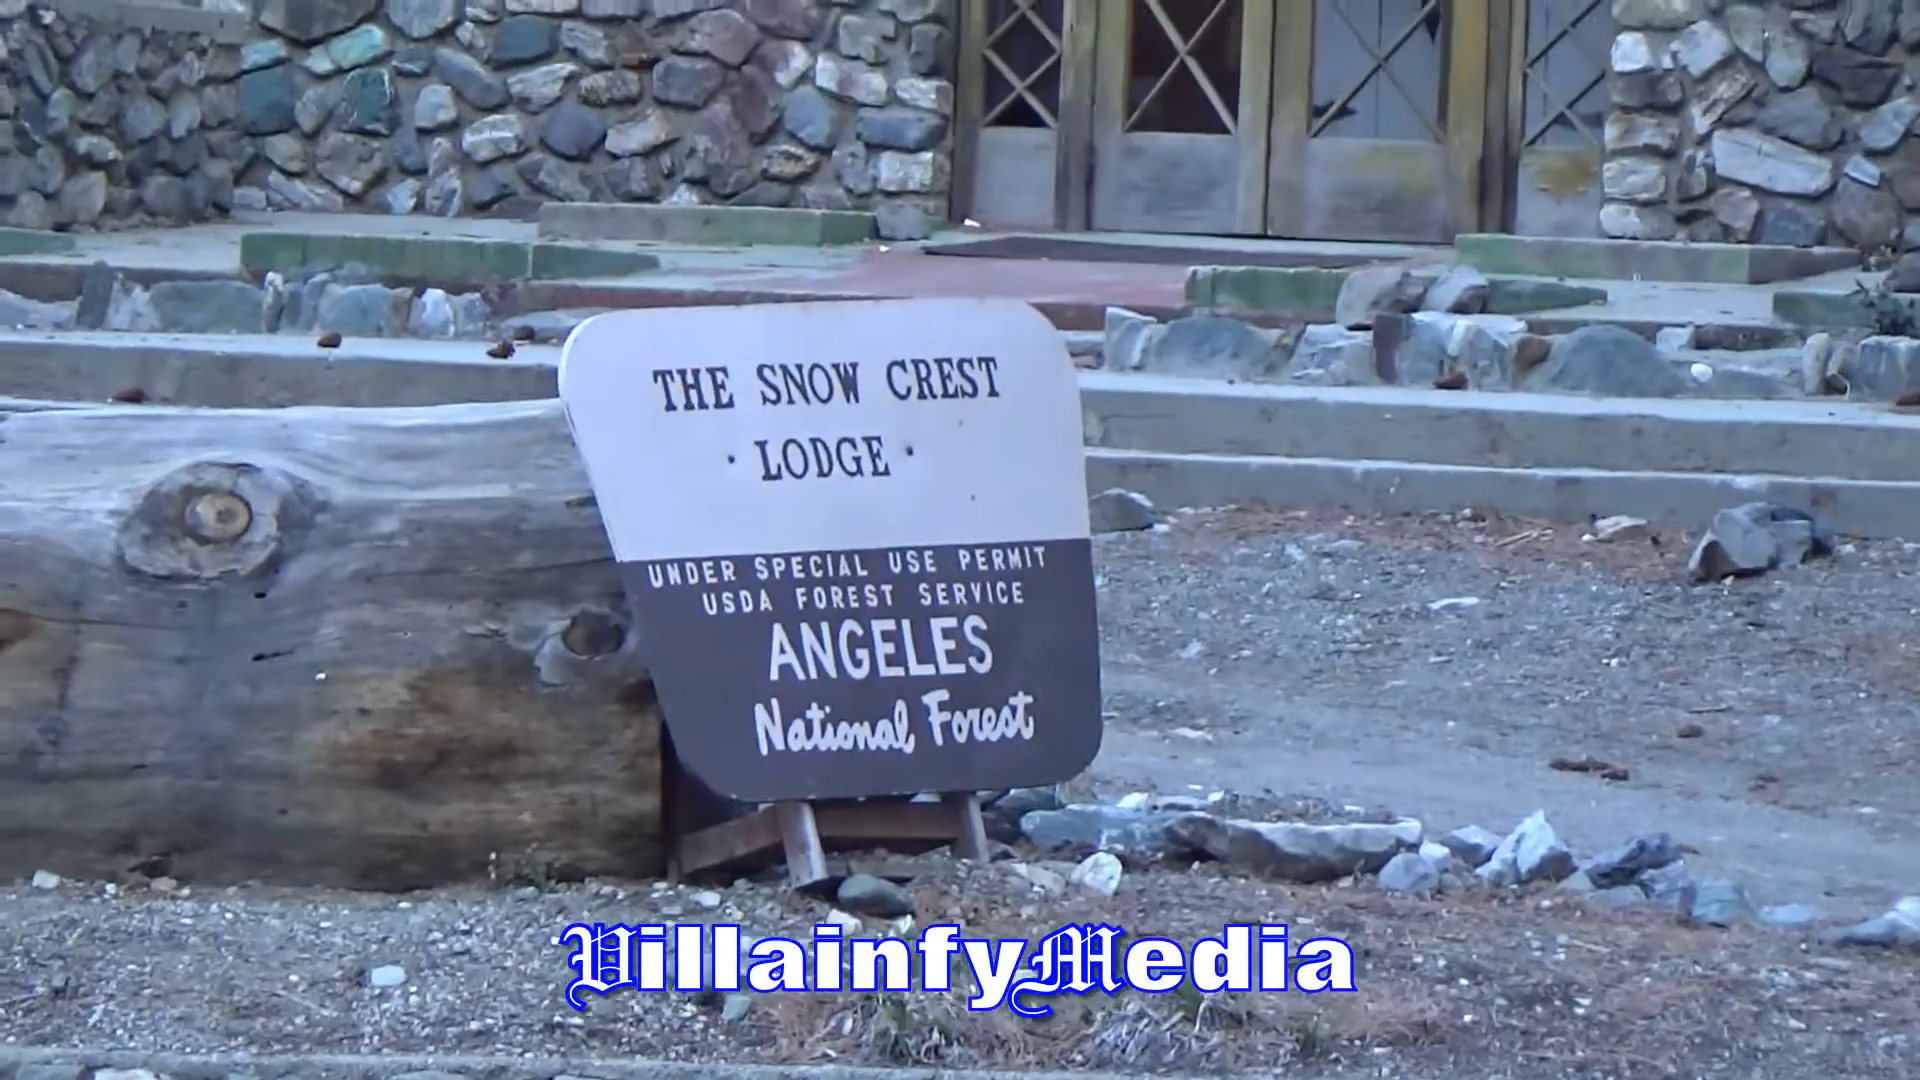 THE SNOW CREST
· LODGE ·
UNDER SPECIAL USE PERMIT
USDA FOREST SERVICE
ANGELES
National Forest
VillainfyMedia